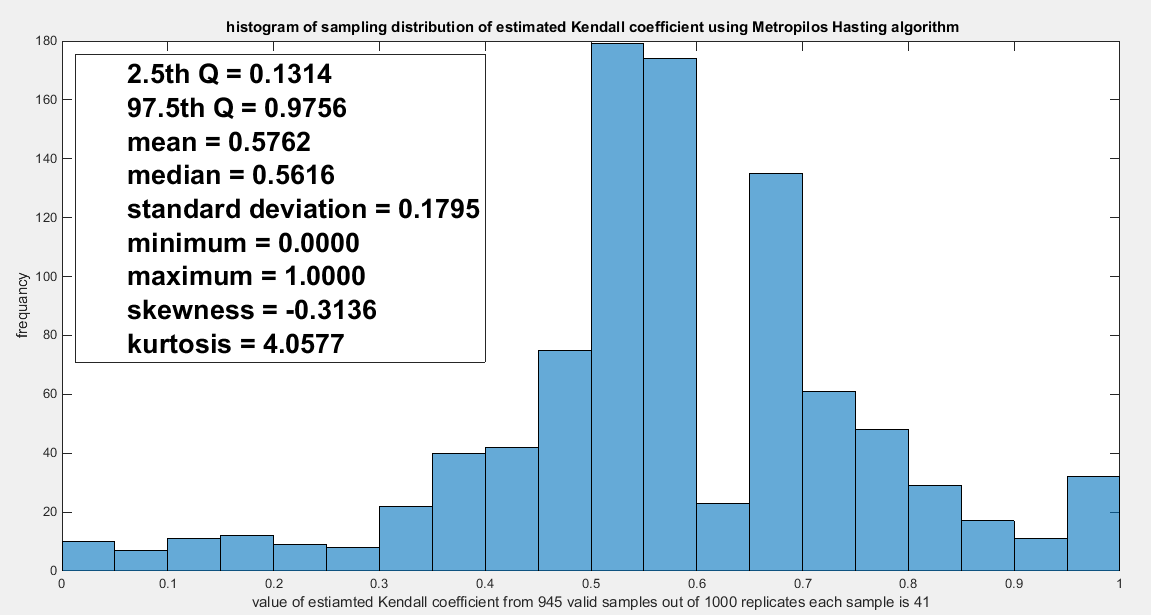 histogram of sampling distribution of estimated Kendall coefficient using Metropilos Hasting algorithm
180
160
140
120
100
80
60
40
20
0
frequancy
2.5th Q = 0.1314
97.5th Q = 0.9756
mean = 0.5762
median = 0.5616
standard deviation = 0.1795
minimum = 0.0000
maximum = 1.0000
skewness = -0.3136
kurtosis = 4.0577
0 0.1 0.2 0.3 0.4 0.5 0.6 0.7 0.8 0.9 1
value of estiamted Kendall coefficient from 945 valid samples out of 1000 replicates each sample is 41